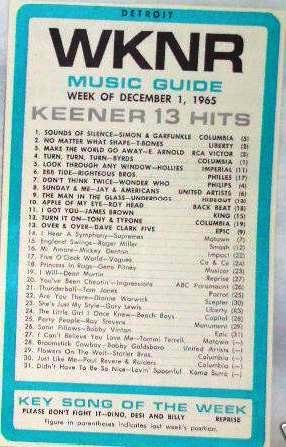 DETROIT
WKNR
MUSIC GUIDE
WEEK OF DECEMBER 1, 1965
KEENER 13 HITS
1. SOUNDS OF SILENCE—SIMON & GARFUNKLE COLUMBIA (5)
2. NO MATTER WHAT SHAPE—T-BONES LIBERTY (2)
3. MAKE THE WORLD GO AWAY—E. ARNOLD RCA VICTOR (3)
4. TURN, TURN, TURN—BYRDS COLUMBIA (1)
5. LOOK THROUGH ANY WINDOW—HOLLIES IMPERIAL (11)
6. EBB TIDE—RIGHTEOUS BROS. PHILLES (17)
7. DON'T THINK TWICE—WONDER WHO PHILIPS (4)
8. SUNDAY & ME—JAY & AMERICANS UNITED ARTISTS (6)
9. THE MAN IN THE GLASS—UNDERDOGS HIDEOUT (13)
10. APPLE OF MY EYE—ROY HEAD BACK BEAT (18)
11. I GOT YOU—JAMES BROWN KING (15)
12. TURN IT ON—TONY & TYRONE COLUMBIA (19)
13. OVER & OVER—DAVE CLARK FIVE EPIC (9)
14. I Hear A Symphony—Supremes Motown (7)
15. England Swings—Roger Miller Smash (12)
16. Mi Amore—Mickey Denton Impact (22)
17. Five O'Clock World—Vogues Co & Ce (24)
18. Princess In Rags—Gene Pitney Musicor (23)
19. I Will—Dean Martin Reprise (27)
20. You've Been Cheatin'—Impressions ABC Paramount (26)
21. Thunderball—Tom Jones Parrot (25)
22. Are You There—Dionne Warwick Scepter (30)
23. She's Just My Style—Gary Lewis Liberty
24. The Little Girl I Once Knew—Beach Boys Capitol
25. Party People—Ray Stevens Monument (29)
26. Satin Pillows—Bobby Vinton Epic (31)
27. I Can't Believe You Love Me—Tammi Terrell, Motown (—)
28. Broomstick Cowboy—Bobby Goldsboro United Artists (—)
29. Flowers On The Wall—Statler Bros. Columbia (—)
30. Just Like Me—Paul Revere & Raiders Columbia (—)
31. Didn't Have To Be So Nice—Lovin' Spoonful Kama Sutra (—)
KEY SONG OF THE WEEK
PLEASE DON'T FIGHT IT—DINO, DESI AND BILLY REPRISE
Figure in parentheses indicates last week's position.